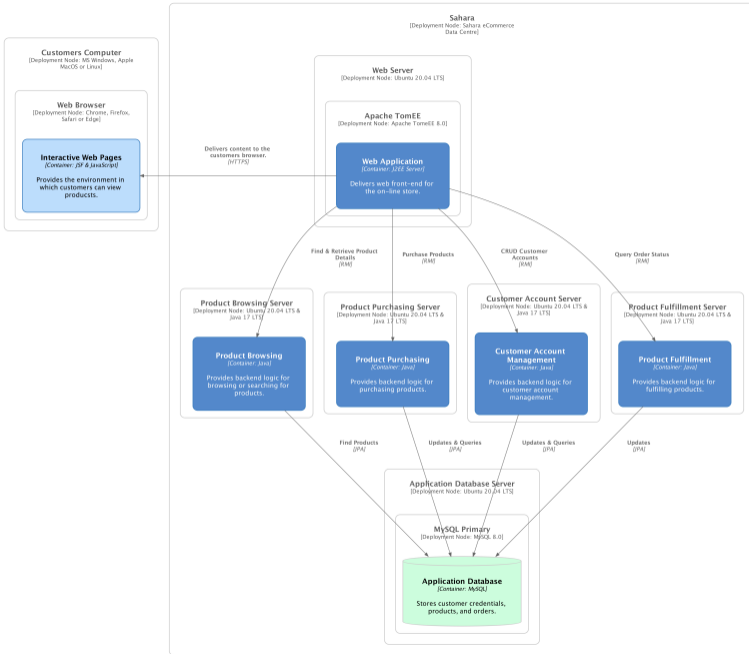 Sahara
[Deployment Node: Sahara eCommerce
Data Centre]
Customers Computer
[Deployment Node: MS Windows, Apple
MacOS or Linux]
Web Browser
[Deployment Node: Chrome, Firefox,
Safari or Edge]
Interactive Web Pages
[Container: JSF & JavaScript]
Provides the environment in
which customers can view
producsts.
Delivers content to the
customers browser.
[HTTPS]
Web Server
[Deployment Node: Ubuntu 20.04 LTS]
Apache TomEE
[Deployment Node: Apache TomEE 8.0]
Web Application
[Container: J2EE Server]
Delivers web front-end for
the on-line store.
Find & Retrieve Product
Details
[RMI]
Purchase Products
[RMI]
CRUD Customer
Accounts
[RMI]
Query Order Status
[RMI]
Product Browsing Server
[Deployment Node: Ubuntu 20.04 LTS &
Java 17 LTS]
Product Browsing
[Container: Java]
Provides backend logic for
browsing or searching for
products.
Product Purchasing Server
[Deployment Node: Ubuntu 20.04 LTS &
Java 17 LTS]
Product Purchasing
[Container: Java]
Provides backend logic for
purchasing products.
Customer Account Server
[Deployment Node: Ubuntu 20.04 LTS &
Java 17 LTS]
Customer Account
Management
[Container: Java]
Provides backend logic for
customer account
management.
Product Fulfillment Server
[Deployment Node: Ubuntu 20.04 LTS &
Java 17 LTS]
Product Fulfillment
[Container: Java]
Provides backend logic for
fulfilling products.
Find Products
[JPA]
Updates & Queries
[JPA]
Updates & Queries
[JPA]
Updates
[JPA]
Application Database Server
[Deployment Node: Ubuntu 20.04 LTS]
MySQL Primary
[Deployment Node: MySQL 8.0]
Application Database
[Container: MySQL]
Stores customer credentials,
products, and orders.